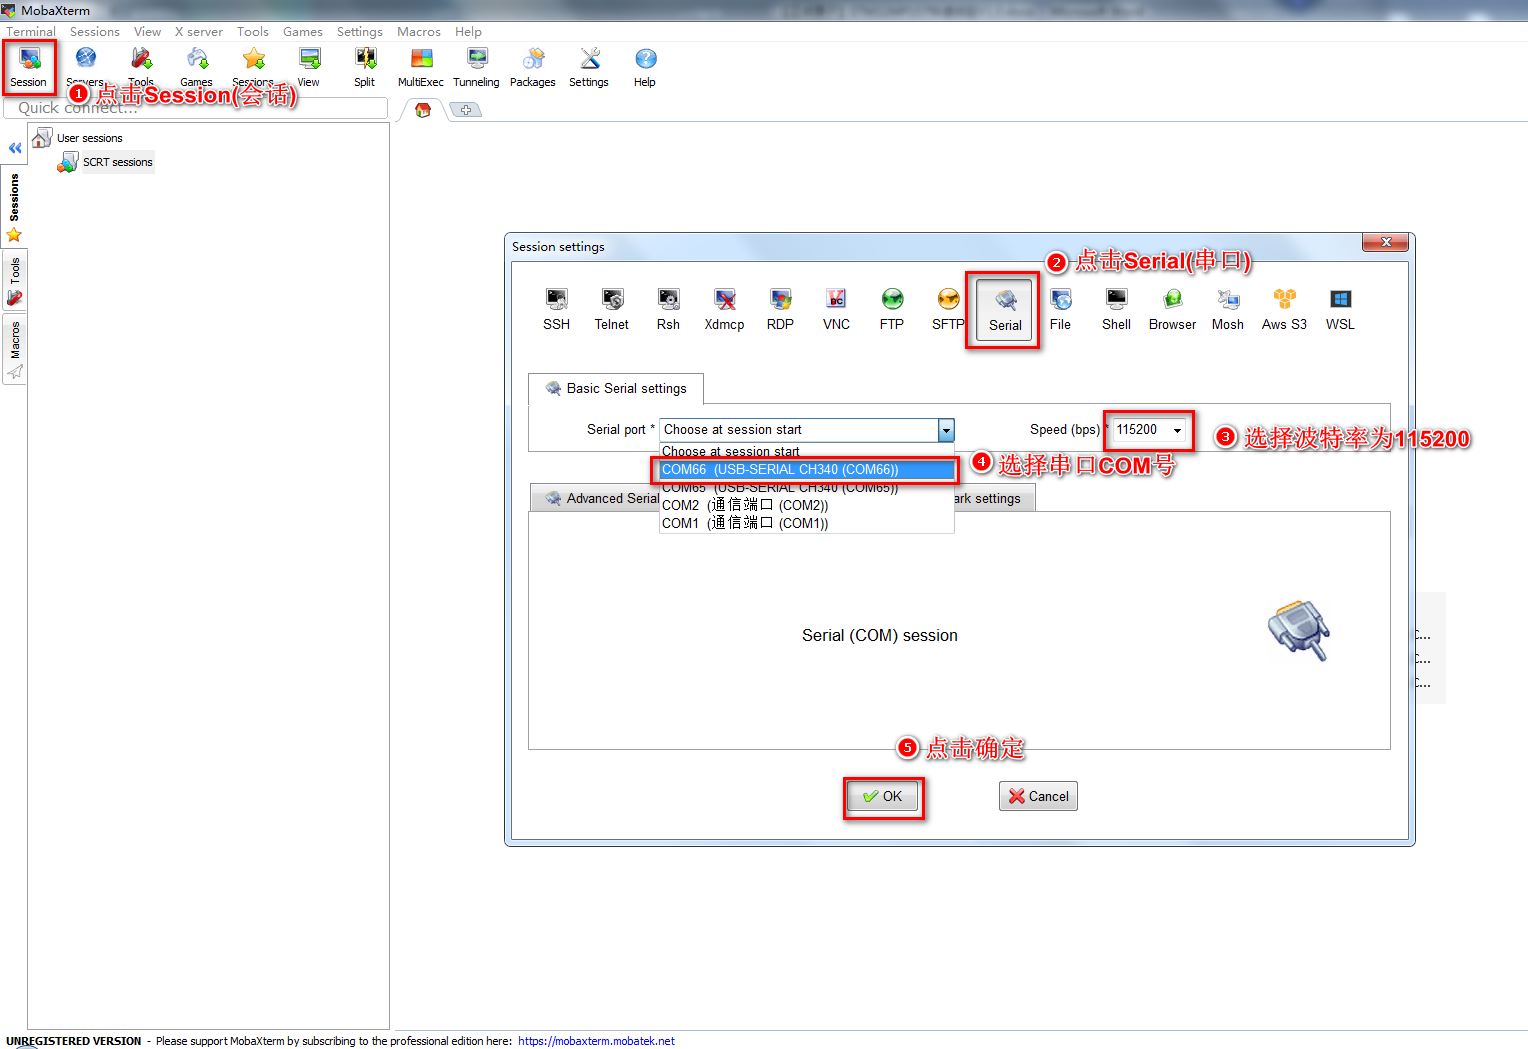 MobaXterm
Terminal Sessions View X server Tools Games Settings Macros Help
Session Servers Tools Games Sessions View Split MultiExec Tunneling Packages Settings Help
1 点击Session(会话)
Quick connect...
User sessions
SCRT sessions
Sessions
Tools
Macros
Session settings
2 点击Serial(串口)
SSH Telnet Rsh Xdmcp RDP VNC FTP SFTP Serial File Shell Browser Mosh Aws S3 WSL
Basic Serial settings
Serial port * Choose at session start Speed (bps) * 115200
3 选择波特率为115200
Choose at session start
COM66 (USB-SERIAL CH340 (COM66))
4 选择串口COM号
COM65 (USB-SERIAL CH340 (COM65))
Advanced Serial ark settings
COM2 (通信端口 (COM2))
COM1 (通信端口 (COM1))
Serial (COM) session
c...
c...
c...
5 点击确定
OK Cancel
UNREGISTERED VERSION - Please support MobaXterm by subscribing to the professional edition here: https://mobaxterm.mobatek.net